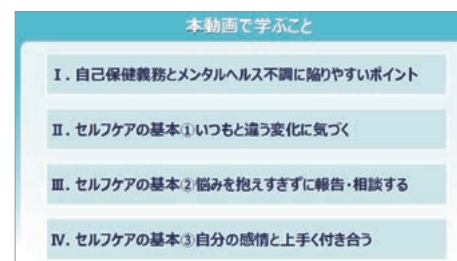 本動画で学ぶこと
Ⅰ. 自己保健義務とメンタルヘルス不調に陥りやすいポイント
Ⅱ. セルフケアの基本①いつもと違う変化に気づく
Ⅲ. セルフケアの基本②悩みを抱えすぎずに報告・相談する
Ⅳ. セルフケアの基本③自分の感情と上手く付き合う